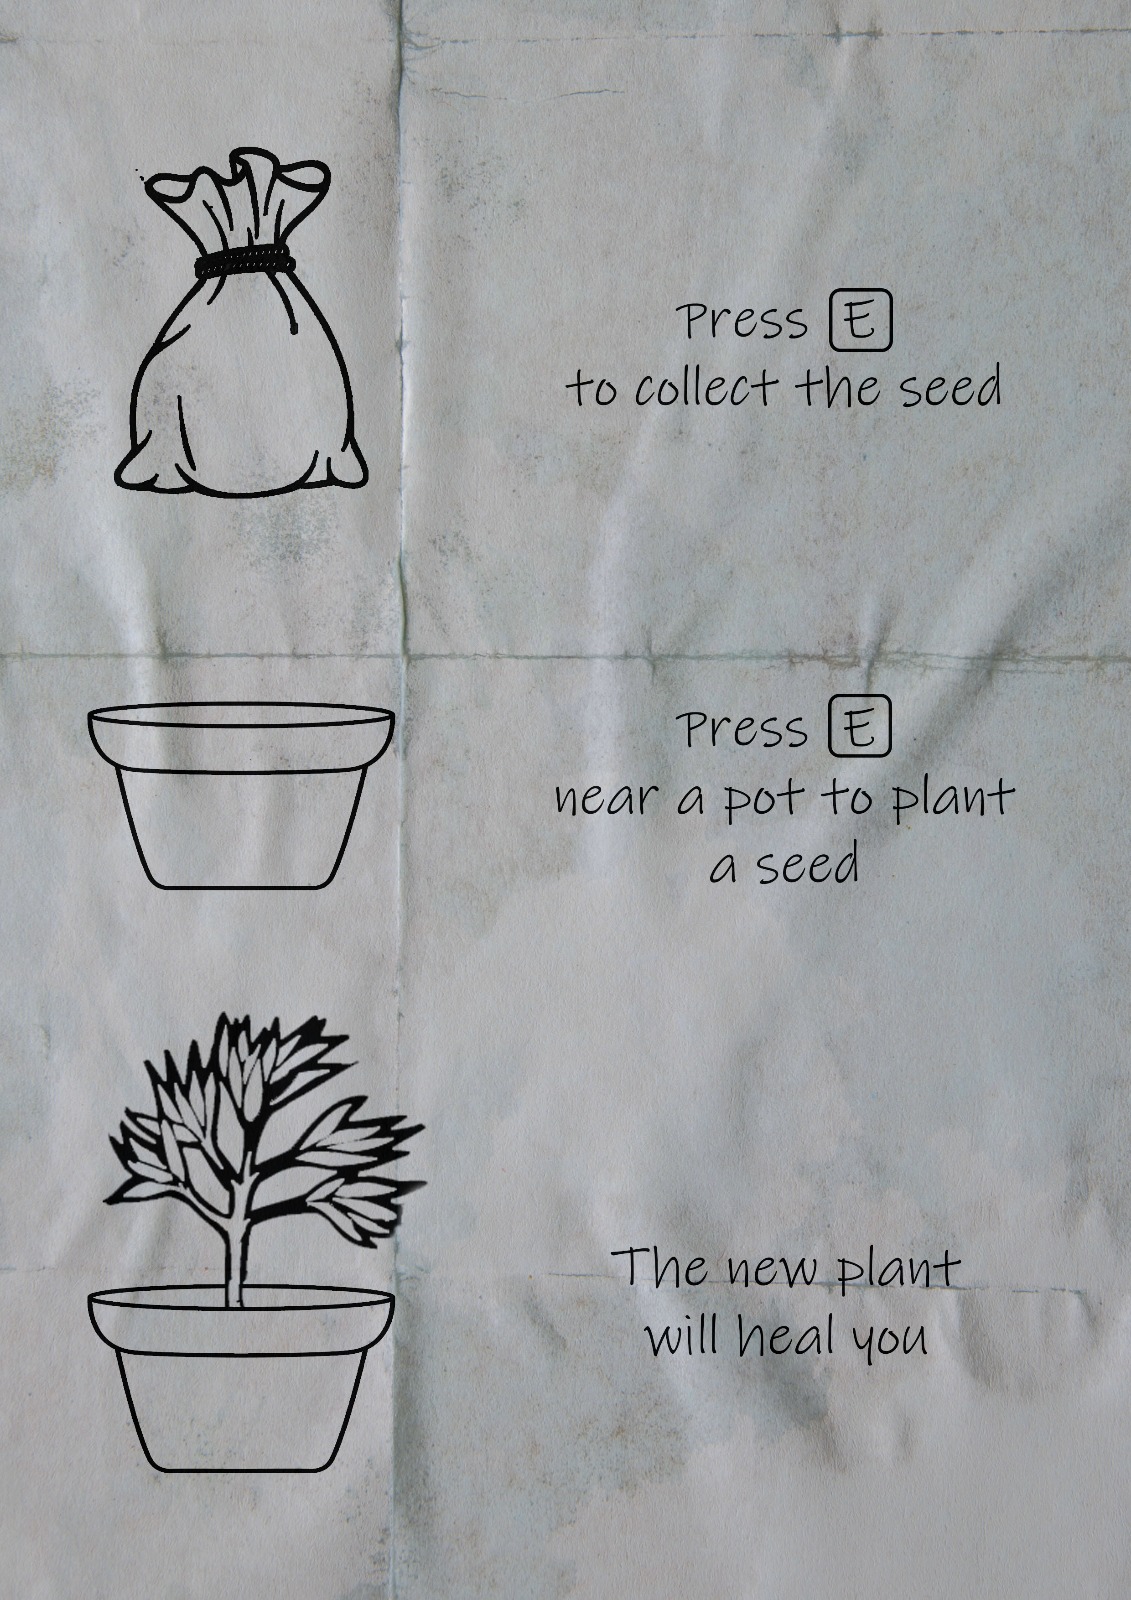 Press E
to collect the seed
Press E
near a pot to plant
a seed
The new plant
will heal you